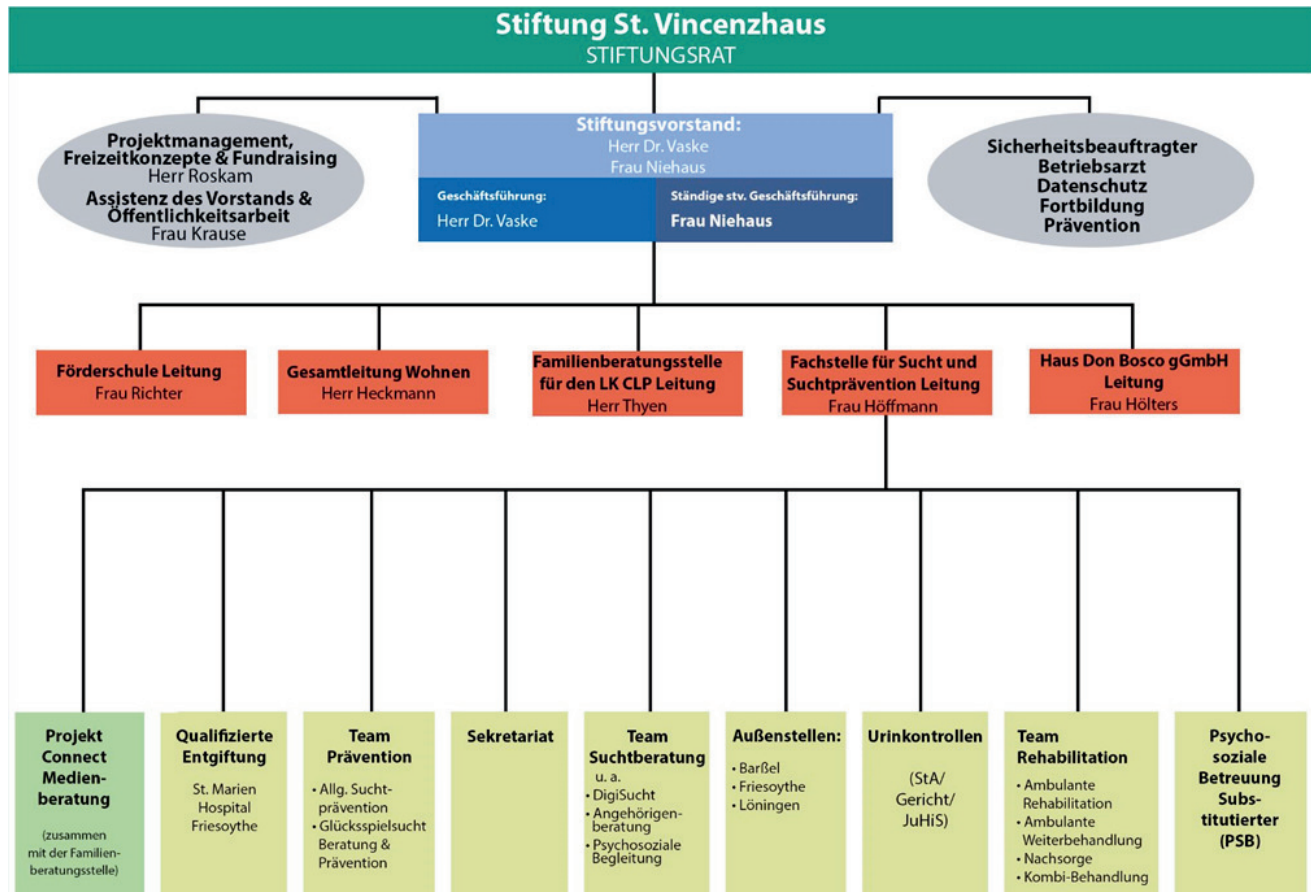 Stiftung St. Vincenzhaus
STIFTUNGSRAT
Projektmanagement,
Freizeitkonzepte & Fundraising
Herr Roskam
Assistenz des Vorstands &
Öffentlichkeitsarbeit
Frau Krause
Stiftungsvorstand:
Herr Dr. Vaske
Frau Niehaus
Geschäftsführung:
Herr Dr. Vaske
Ständige stv. Geschäftsführung:
Frau Niehaus
Sicherheitsbeauftragter
Betriebsarzt
Datenschutz
Fortbildung
Prävention
Förderschule Leitung
Frau Richter
Gesamtleitung Wohnen
Herr Heckmann
Familienberatungsstelle
für den LK CLP Leitung
Herr Thyen
Fachstelle für Sucht und
Suchtprävention Leitung
Frau Höffmann
Haus Don Bosco gGmbH
Leitung
Frau Hölters
Projekt
Connect
Medien-
beratung
(zusammen
mit der Familien-
beratungsstelle)
Qualifizierte
Entgiftung
St. Marien
Hospital
Friesoythe
Team
Prävention
• Allg. Sucht-
prävention
• Glücksspielsucht
Beratung &
Prävention
Sekretariat
Team
Suchtberatung
u. a.
• DigiSucht
• Angehörigen-
beratung
• Psychosoziale
Begleitung
Außenstellen:
• Barßel
• Friesoythe
• Löningen
Urinkontrollen
(StA/
Gericht/
JuHiS)
Team
Rehabilitation
• Ambulante
Rehabilitation
• Ambulante
Weiterbehandlung
• Nachsorge
• Kombi-Behandlung
Psycho-
soziale
Betreuung
Subs-
titutierter
(PSB)